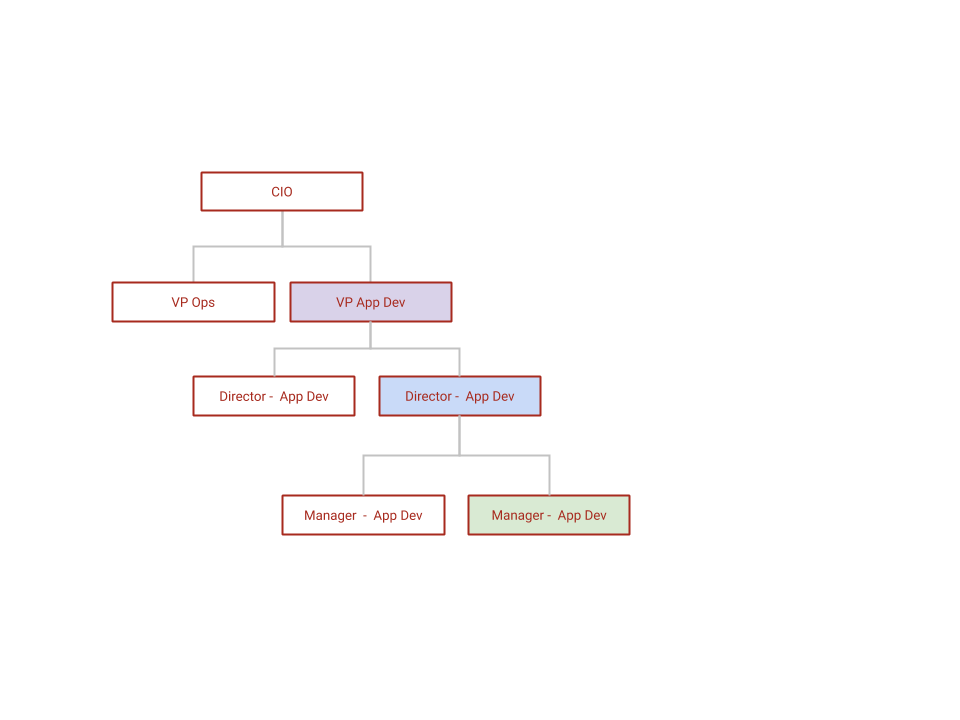 CIO
VP Ops
VP App Dev
Director -  App Dev
Director -  App Dev
Manager  -  App Dev
Manager -  App Dev